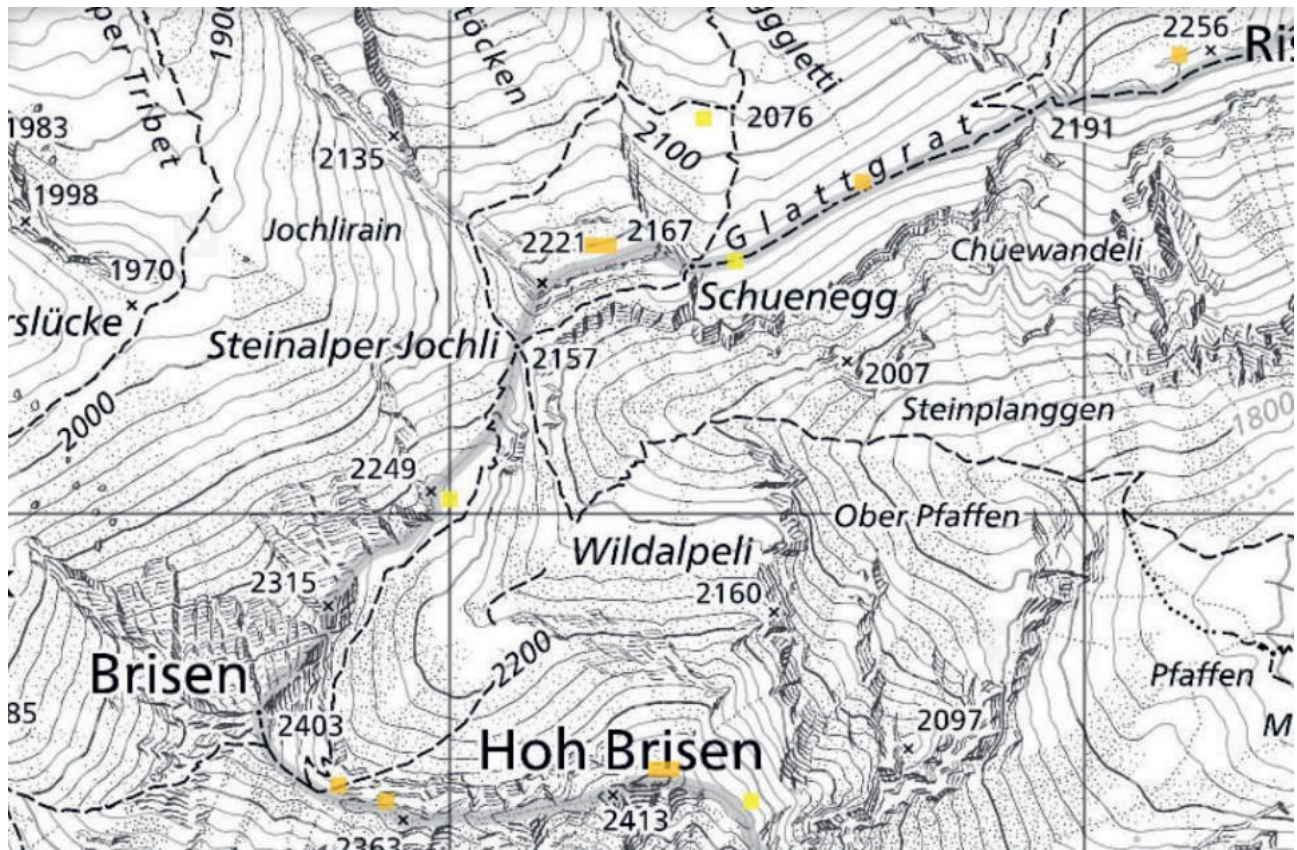 2256
Ris
1900
per Tribet
töcken
ggletti
1983
2135
2100
2076
2191
1998
Glattgrat
Jochlirain
2221
2167
Chüewandeli
1970
Schuenegg
rslücke
Steinalper Jochli
2157
2007
2000
Steinplanggen
1800
2249
Ober Pfaffen
Wildalpeli
2315
2160
2200
Brisen
Pfaffen
85
2403
2097
M
Hoh Brisen
2413
2363